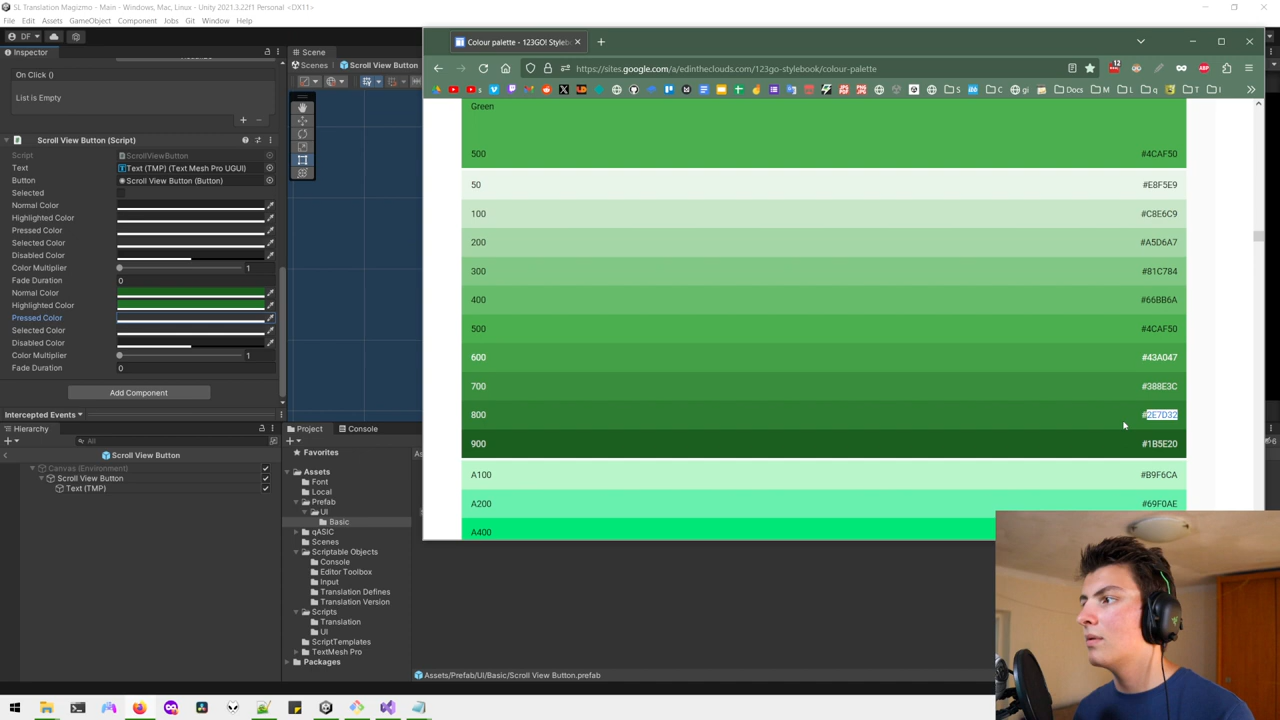 SL Translation Magizmo - Main - Windows, Mac, Linux - Unity 2021.3.22f1 Personal <DX11>
File Edit Assets GameObject Component Jobs Git Window Help
DF
Inspector
On Click ()
List is Empty
Scroll View Button (Script)
Script ScrollViewButton
Text Text (TMP) (Text Mesh Pro UGUI)
Button Scroll View Button (Button)
Selected
Normal Color
Highlighted Color
Pressed Color
Selected Color
Disabled Color
Color Multiplier 1
Fade Duration 0
Normal Color
Highlighted Color
Pressed Color
Selected Color
Disabled Color
Color Multiplier 1
Fade Duration 0
Add Component
Intercepted Events
Hierarchy
All
Scroll View Button
Canvas (Environment)
Scroll View Button
Text (TMP)
Scene
Scenes Scroll View Button
Project Console
Favorites
Assets
Font
Local
Prefab
UI
Basic
qASIC
Scenes
Scriptable Objects
Console
Editor Toolbox
Input
Translation Defines
Translation Version
Scripts
Translation
UI
ScriptTemplates
TextMesh Pro
Packages
Assets/Prefab/UI/Basic/Scroll View Button.prefab
Colour palette - 123GO! Styleb
https://sites.google.com/a/edintheclouds.com/123go-stylebook/colour-palette
12
S C gi Docs M L q T I
Green
500 #4CAF50
50 #E8F5E9
100 #C8E6C9
200 #A5D6A7
300 #81C784
400 #66BB6A
500 #4CAF50
600 #43A047
700 #388E3C
800 #2E7D32
900 #1B5E20
A100 #B9F6CA
A200 #69F0AE
A400